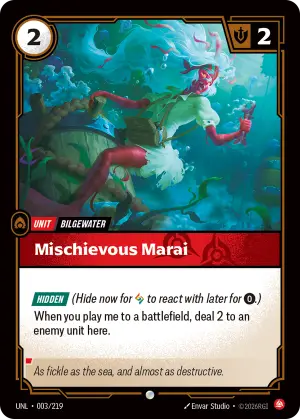 2
2
UNIT BILGEWATER
Mischievous Marai
HIDDEN (Hide now for to react with later for 0.)
When you play me to a battlefield, deal 2 to an
enemy unit here.
As fickle as the sea, and almost as destructive.
UNL • 003/219 Envar Studio • ©2026RGI